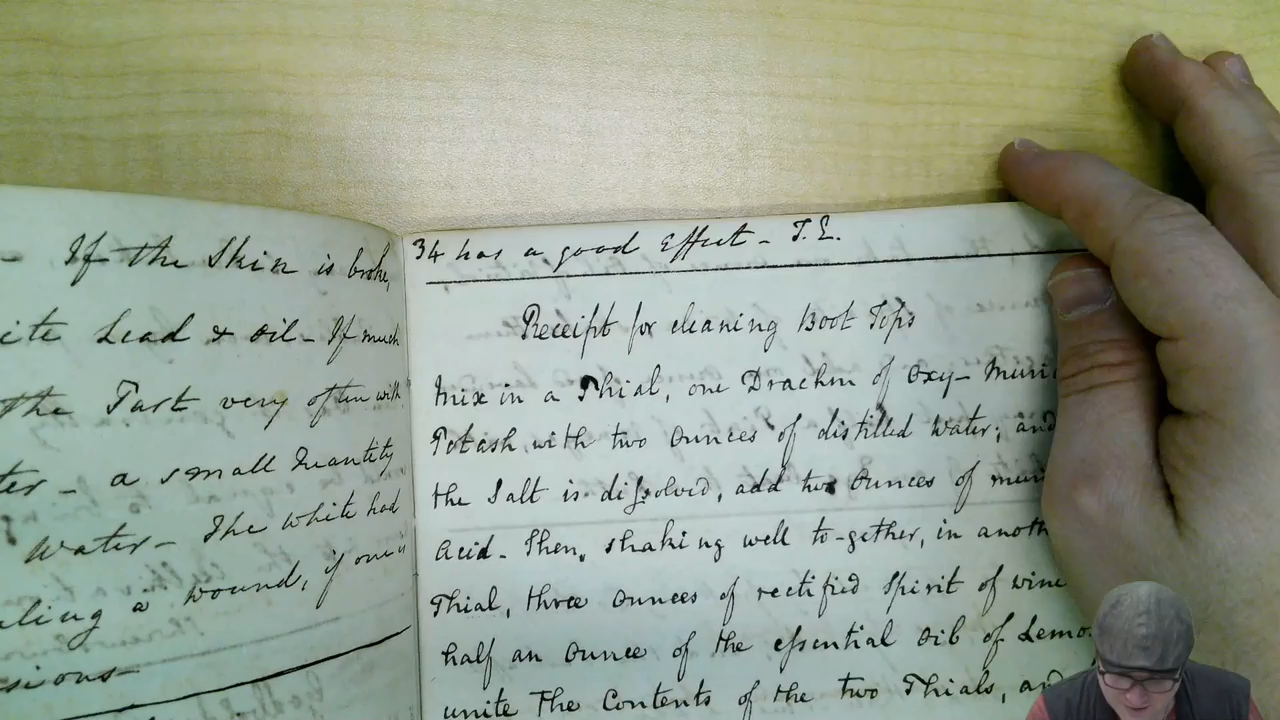 - If the Skin is broke,
ite Lead & Oil - If much
the Part very often with
ter - a small Quantity
Water - The white had
ling a wound, if one is
sions
34 has a good Effect - T.E.
Receipt for cleaning Boot Tops
Mix in a Phial, one Drachm of Oxy-Muri
Potash with two Ounces of distilled Water; and
the Salt is dissolved, add two Ounces of muri
Acid - Then, shaking well to-gether, in anoth
Phial, three Ounces of rectified Spirit of wine
half an Ounce of the essential Oil of Lemo
unite The Contents of the two Phials, and